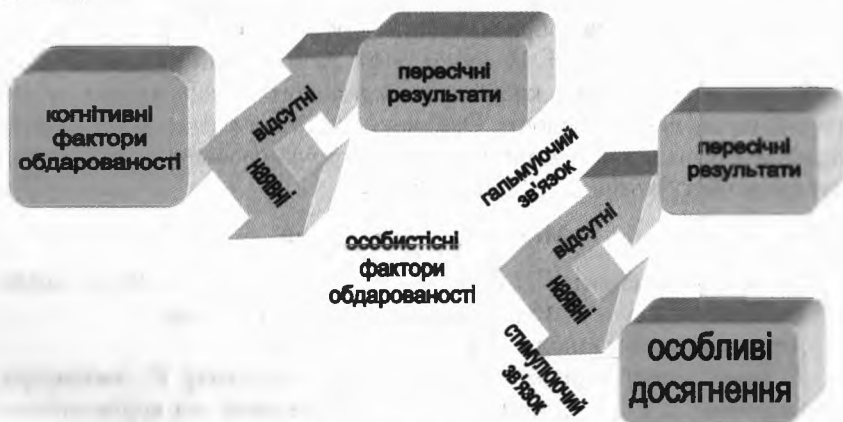 когнітивні
фактори
обдарованості
відсутні
наявні
пересічні
результати
особистісні
фактори
обдарованості
гальмуючий
зв'язок
відсутні
наявні
стимулюючий
зв'язок
пересічні
результати
особливі
досягнення